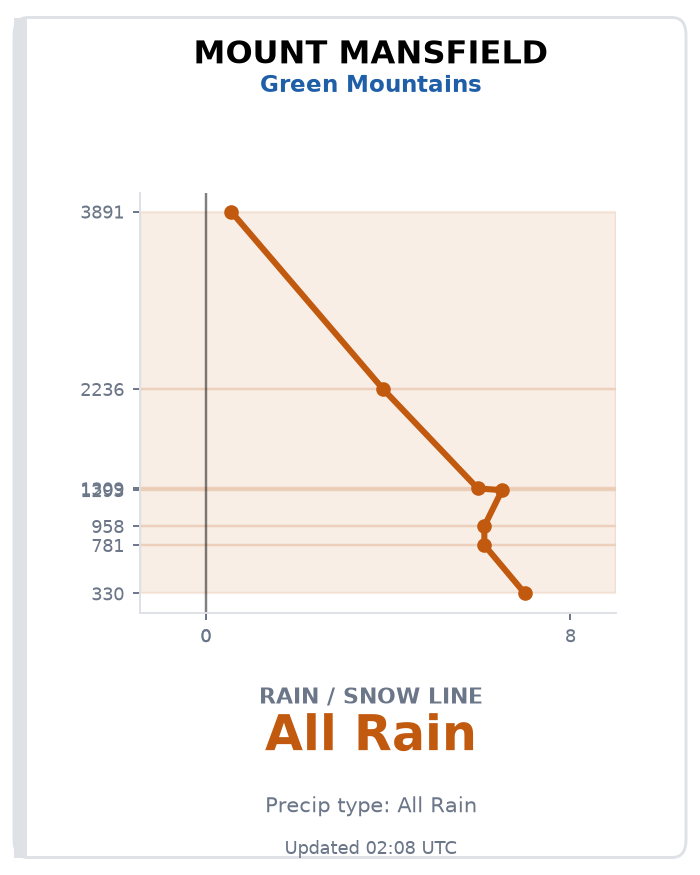 MOUNT MANSFIELD
Green Mountains
3891
2236
958
781
330
0
8
RAIN / SNOW LINE
All Rain
Precip type: All Rain
Updated 02:08 UTC